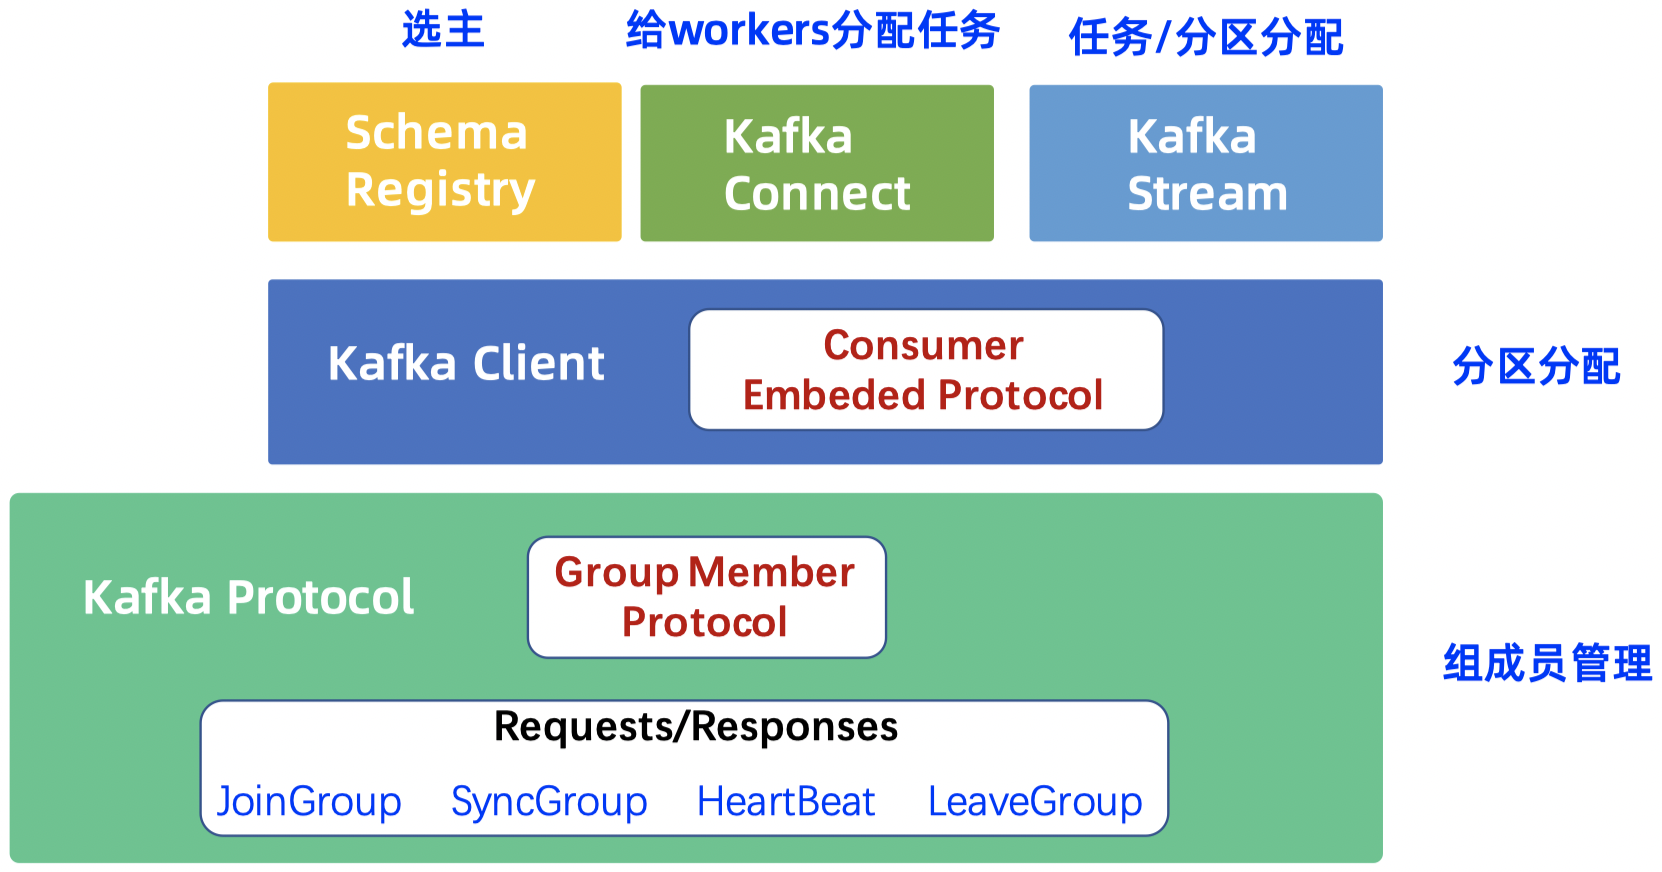 选主
给workers分配任务
任务/分区分配
Schema
Registry
Kafka
Connect
Kafka
Stream
Kafka Client
Consumer
Embeded Protocol
分区分配
Kafka Protocol
Group Member
Protocol
组成员管理
Requests/Responses
JoinGroup
SyncGroup
HeartBeat
LeaveGroup